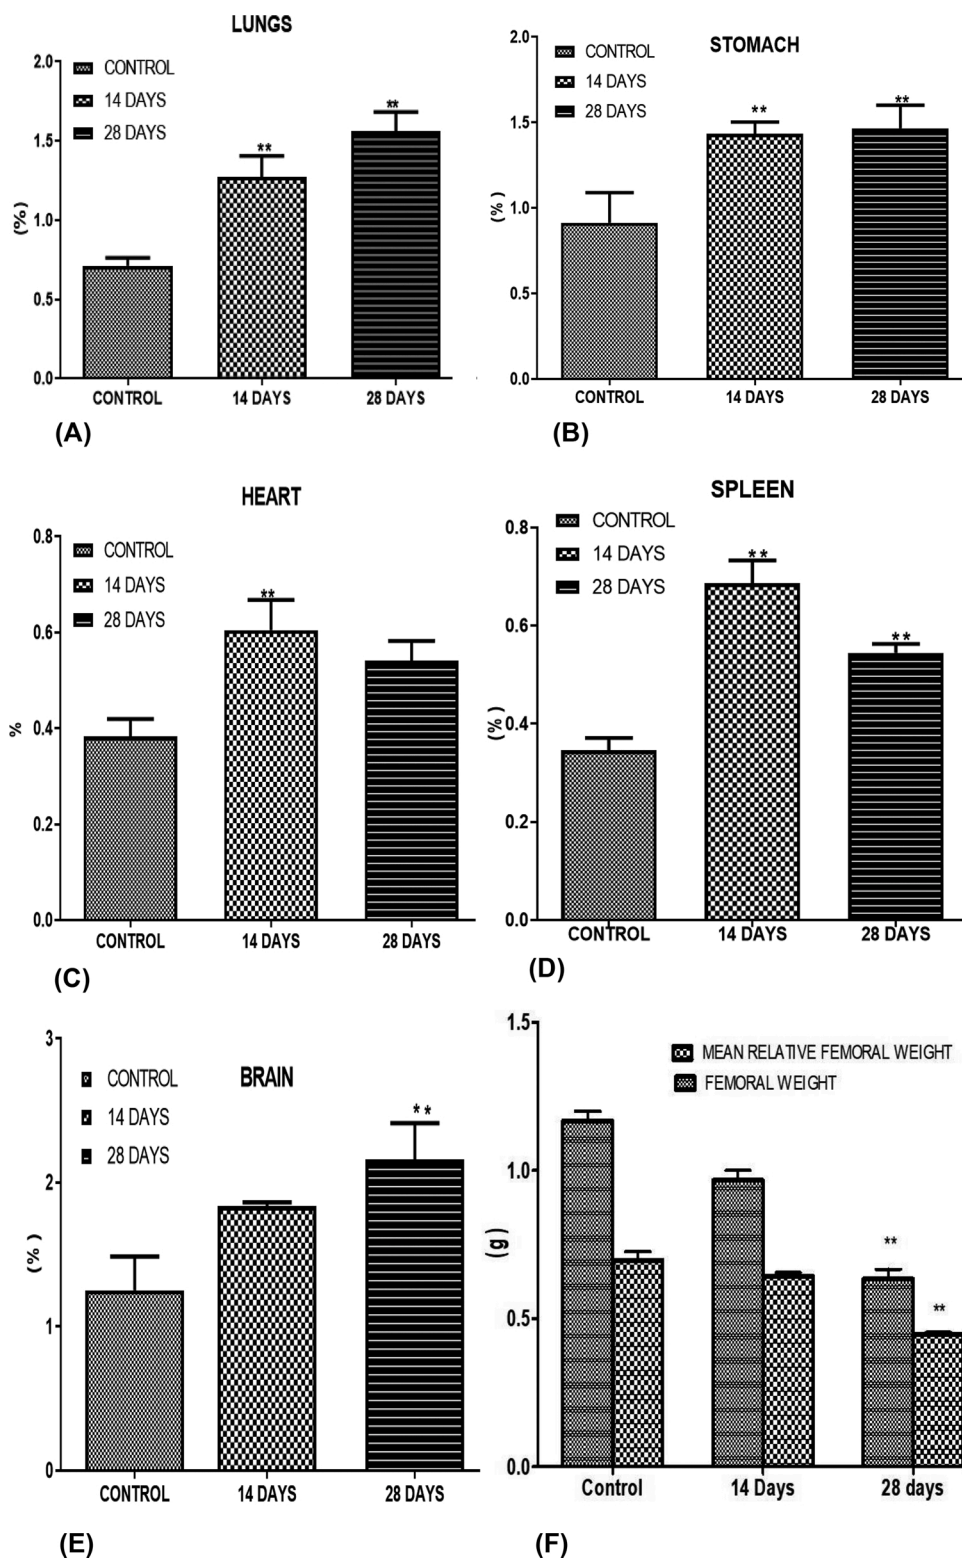 LUNGS
2.0
1.5
1.0
0.5
0.0
(%)
CONTROL
14 DAYS
28 DAYS
**
**
CONTROL
14 DAYS
28 DAYS
(A)
STOMACH
2.0
1.5
1.0
0.5
0.0
(%)
CONTROL
14 DAYS
28 DAYS
**
**
CONTROL
14 DAYS
28 DAYS
(B)
HEART
0.8
0.6
0.4
0.2
0.0
%
CONTROL
14 DAYS
28 DAYS
**
CONTROL
14 DAYS
28 DAYS
(C)
SPLEEN
0.8
0.6
0.4
0.2
0.0
(%)
CONTROL
14 DAYS
28 DAYS
**
**
CONTROL
14 DAYS
28 DAYS
(D)
BRAIN
3
2
1
0
(%)
CONTROL
14 DAYS
28 DAYS
**
CONTROL
14 DAYS
28 DAYS
(E)
1.5
1.0
0.5
0.0
(g)
MEAN RELATIVE FEMORAL WEIGHT
FEMORAL WEIGHT
**
**
Control
14 Days
28 days
(F)